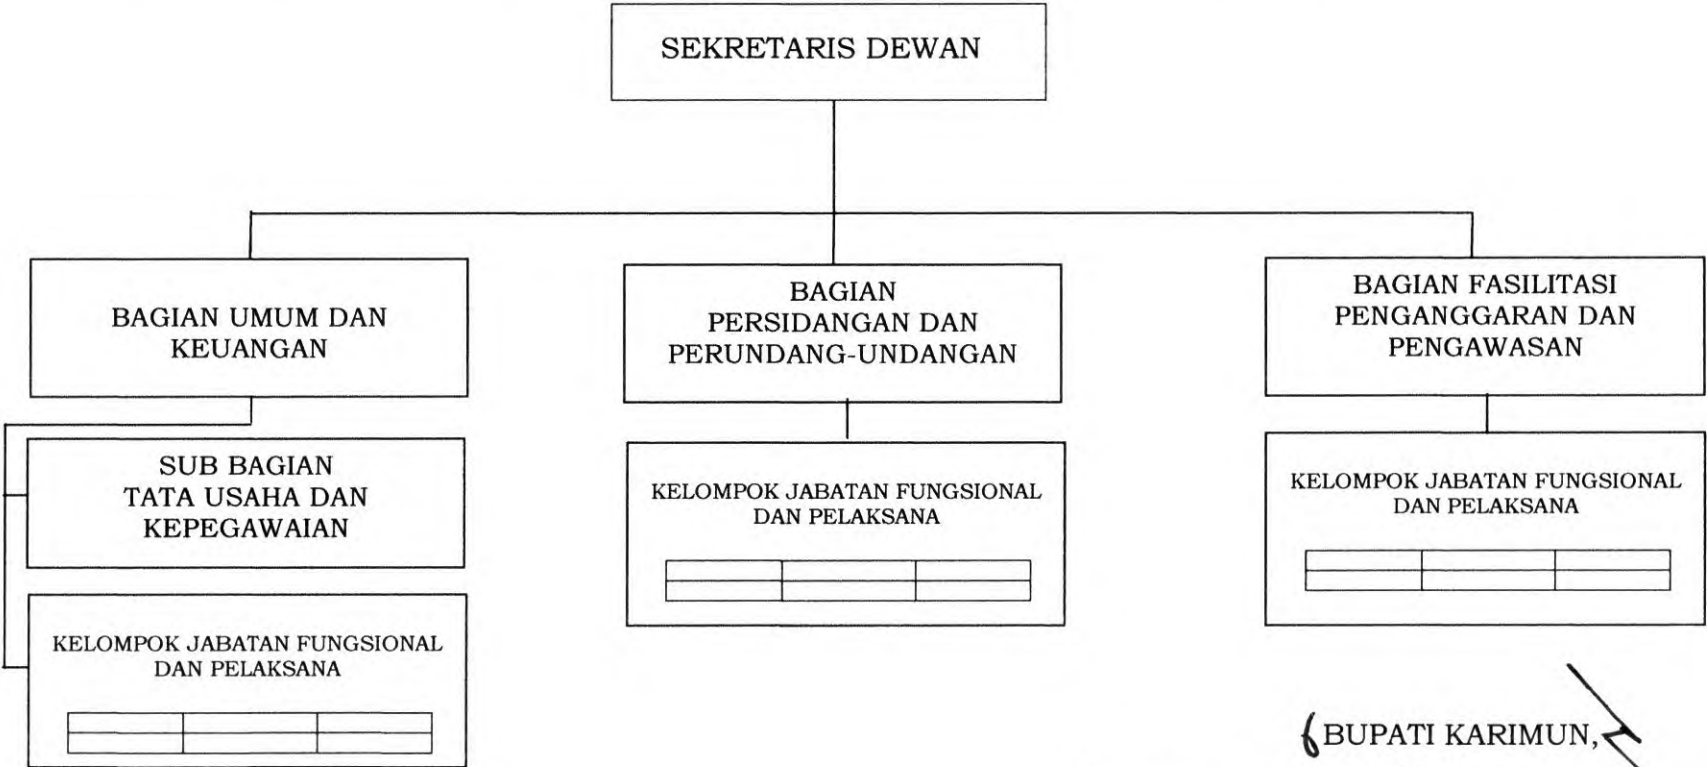 SEKRETARIS DEWAN
BAGIAN UMUM DAN
KEUANGAN
SUB BAGIAN
TATA USAHA DAN
KEPEGAWAIAN
KELOMPOK JABATAN FUNGSIONAL
DAN PELAKSANA
BAGIAN
PERSIDANGAN DAN
PERUNDANG-UNDANGAN
KELOMPOK JABATAN FUNGSIONAL
DAN PELAKSANA
BAGIAN FASILITASI
PENGANGGARAN DAN
PENGAWASAN
KELOMPOK JABATAN FUNGSIONAL
DAN PELAKSANA
BUPATI KARIMUN,